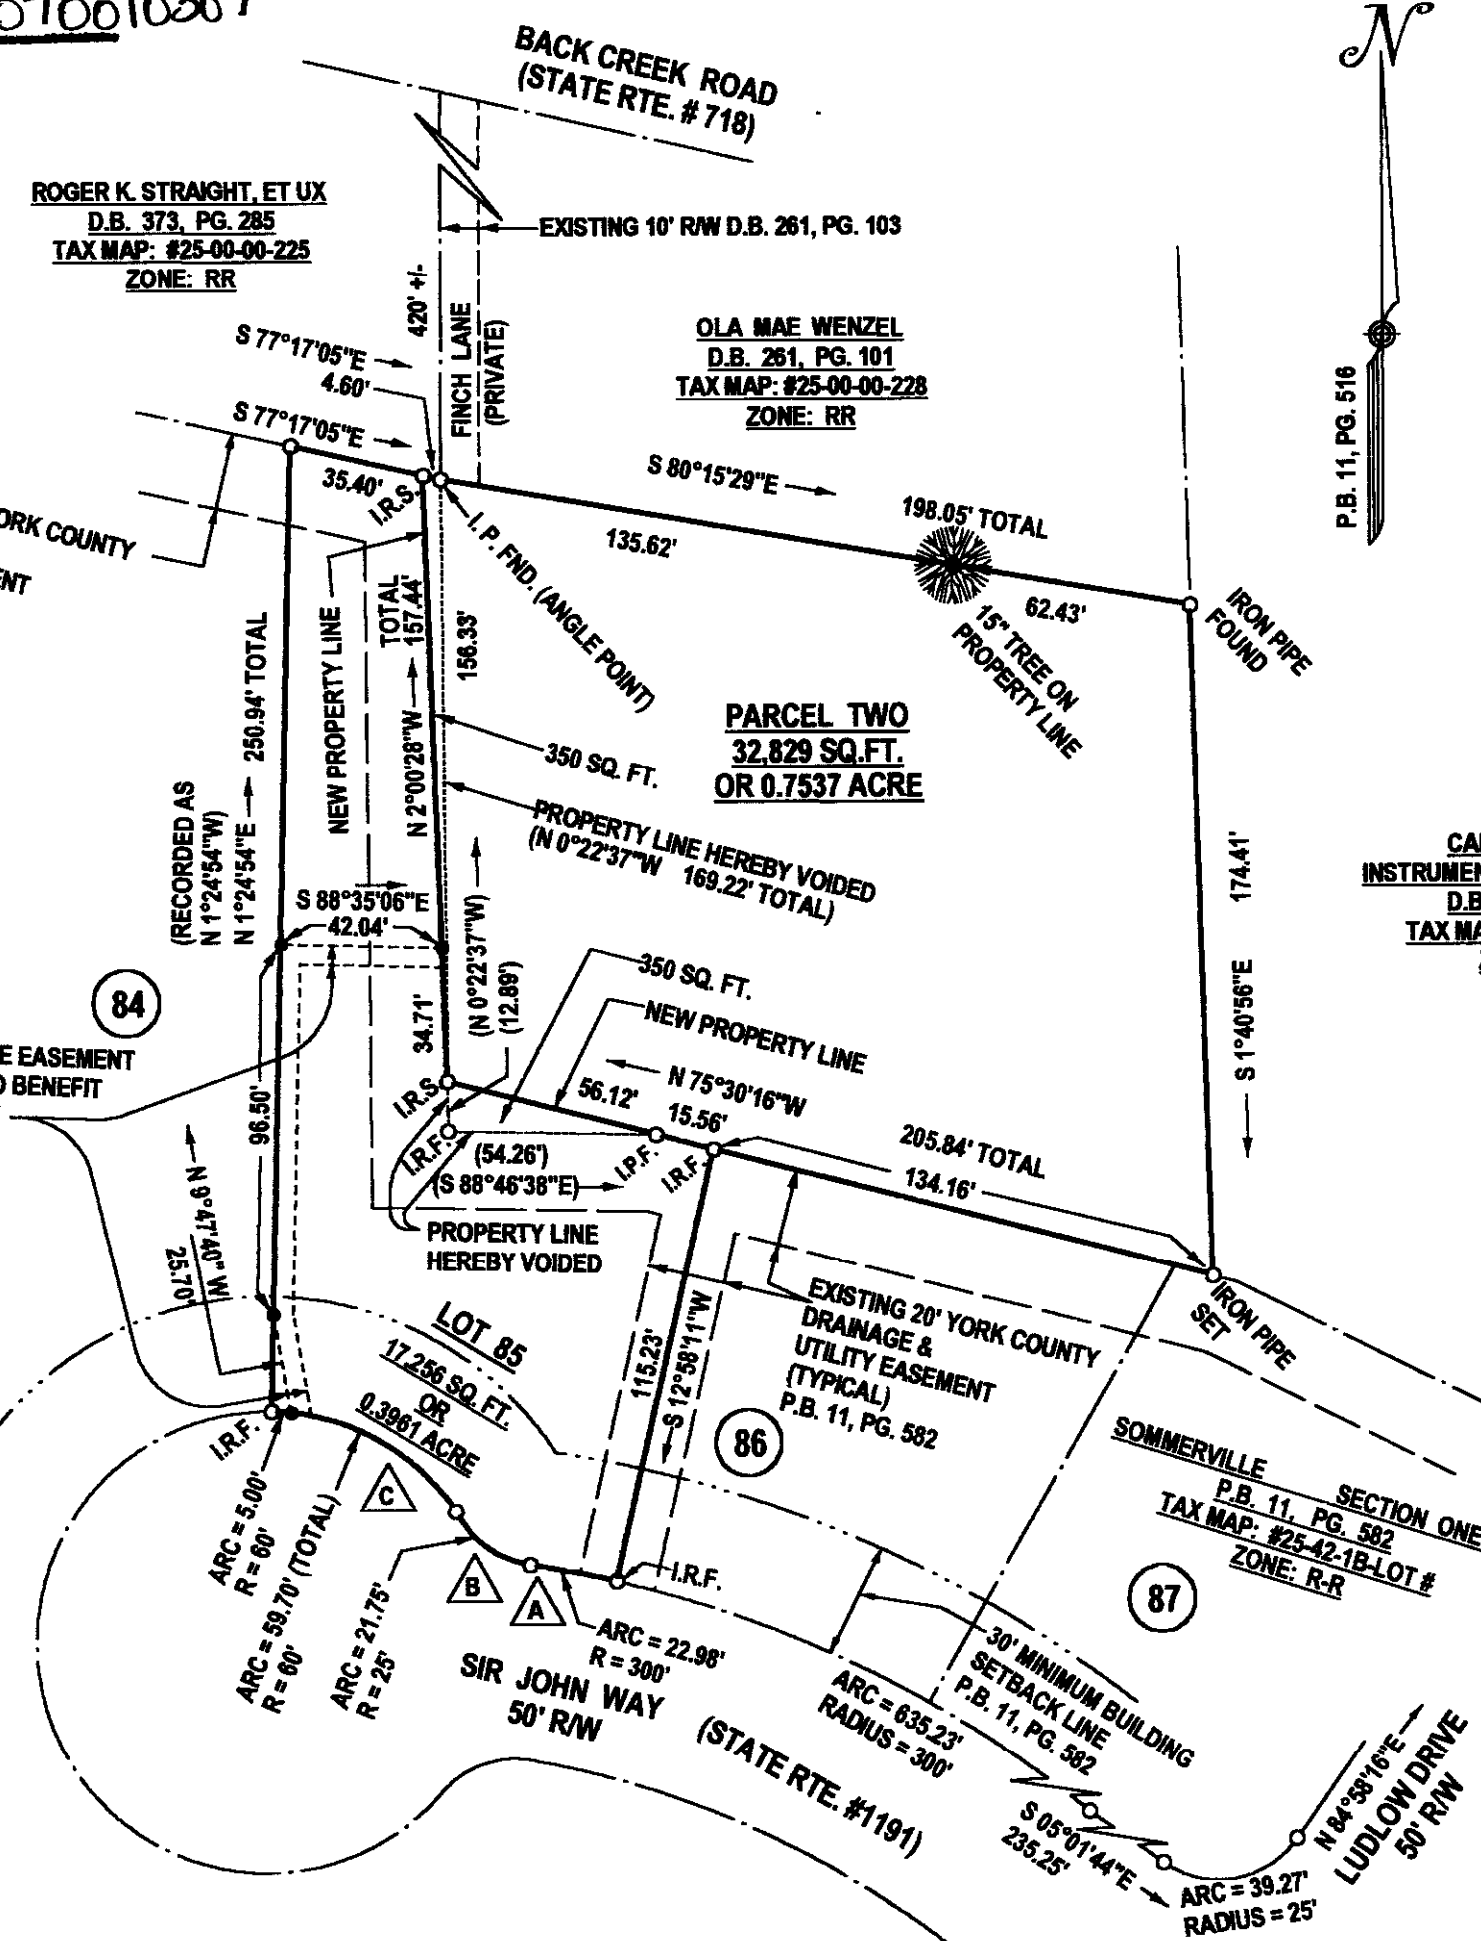 N
BACK CREEK ROAD
(STATE RTE. # 718)
ROGER K. STRAIGHT, ET UX
D.B. 373, PG. 285
TAX MAP: #25-00-00-225
ZONE: RR
EXISTING 10' R/W D.B. 261, PG. 103
420' +/-
FINCH LANE
(PRIVATE)
OLA MAE WENZEL
D.B. 261, PG. 101
TAX MAP: #25-00-00-228
ZONE: RR
P.B. 11, PG. 516
S 77°17'05"E
4.60'
S 77°17'05"E
35.40'
I.R.S.
I. P. FND. (ANGLE POINT)
S 80°15'29"E
198.05' TOTAL
135.62'
62.43'
15" TREE ON
PROPERTY LINE
IRON PIPE
FOUND
COUNTY
NEW PROPERTY LINE
TOTAL
157.44'
N 2°00'28"W
156.33'
350 SQ. FT.
PROPERTY LINE HEREBY VOIDED
(N 0°22'37"W 169.22' TOTAL)
PARCEL TWO
32,829 SQ.FT.
OR 0.7537 ACRE
(RECORDED AS
N 1°24'54"W)
N 1°24'54"E
250.94' TOTAL
S 88°35'06"E
42.04'
174.41'
S 1°40'56"E
D.B
84
EASEMENT
BENEFIT
96.50'
34.71'
(N 0°22'37"W)
(12.89')
350 SQ. FT.
NEW PROPERTY LINE
N 75°30'16"W
56.12'
15.56'
I.R.S.
I.R.F.
(54.26')
(S 88°46'38"E)
I.P.F.
I.R.F.
205.84' TOTAL
134.16'
PROPERTY LINE
HEREBY VOIDED
N 9°47'40" W
25.70'
IRON PIPE
SET
EXISTING 20' YORK COUNTY
DRAINAGE &
UTILITY EASEMENT
(TYPICAL)
P.B. 11, PG. 582
115.23'
S 12°58'11"W
LOT 85
17,256 SQ. FT.
OR
0.3961 ACRE
86
I.R.F.
C
B
A
I.R.F.
ARC = 5.00'
R = 60'
ARC = 59.70' (TOTAL)
R = 60'
ARC = 21.75'
R = 25'
ARC = 22.98'
R = 300'
SIR JOHN WAY
50' R/W
(STATE RTE. #1191)
SOMMERVILLE SECTION ONE
P.B. 11, PG. 582
TAX MAP: #25-42-1B-LOT #
ZONE: R-R
87
30' MINIMUM BUILDING
SETBACK LINE
P.B. 11, PG. 582
ARC = 635.23'
RADIUS = 300'
S 05°01'44"E
235.25'
ARC = 39.27'
RADIUS = 25'
N 84°58'16"E
LUDLOW DRIVE
50' R/W